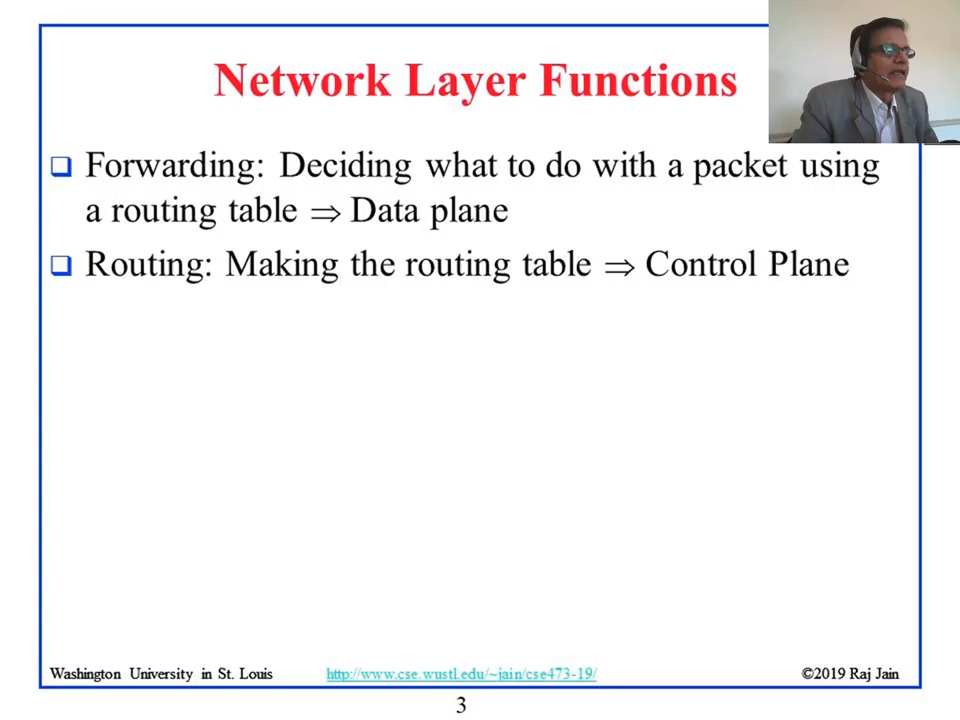 Network Layer Functions
Forwarding: Deciding what to do with a packet using
a routing table ⇒ Data plane
Routing: Making the routing table ⇒ Control Plane
Washington University in St. Louis
http://www.cse.wustl.edu/~jain/cse473-19/
©2019 Raj Jain
3